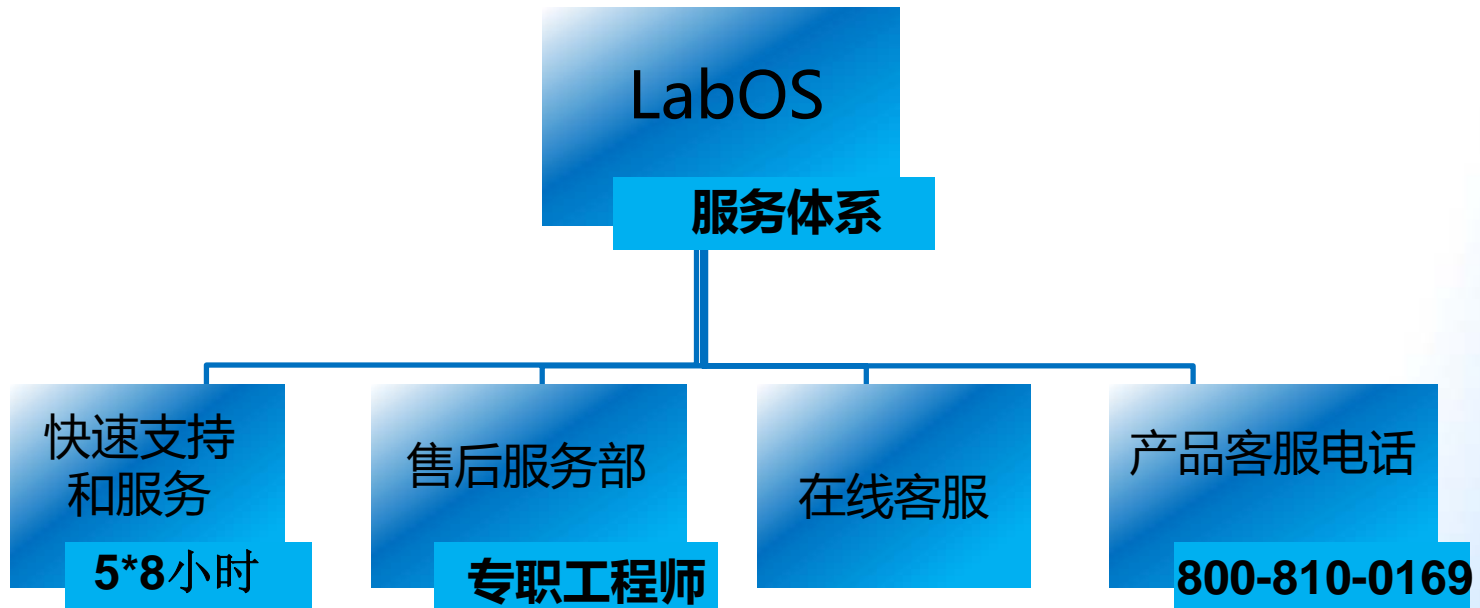 LabOS
服务体系
快速支持
和服务
5*8小时
售后服务部
专职工程师
在线客服
产品客服电话
800-810-0169